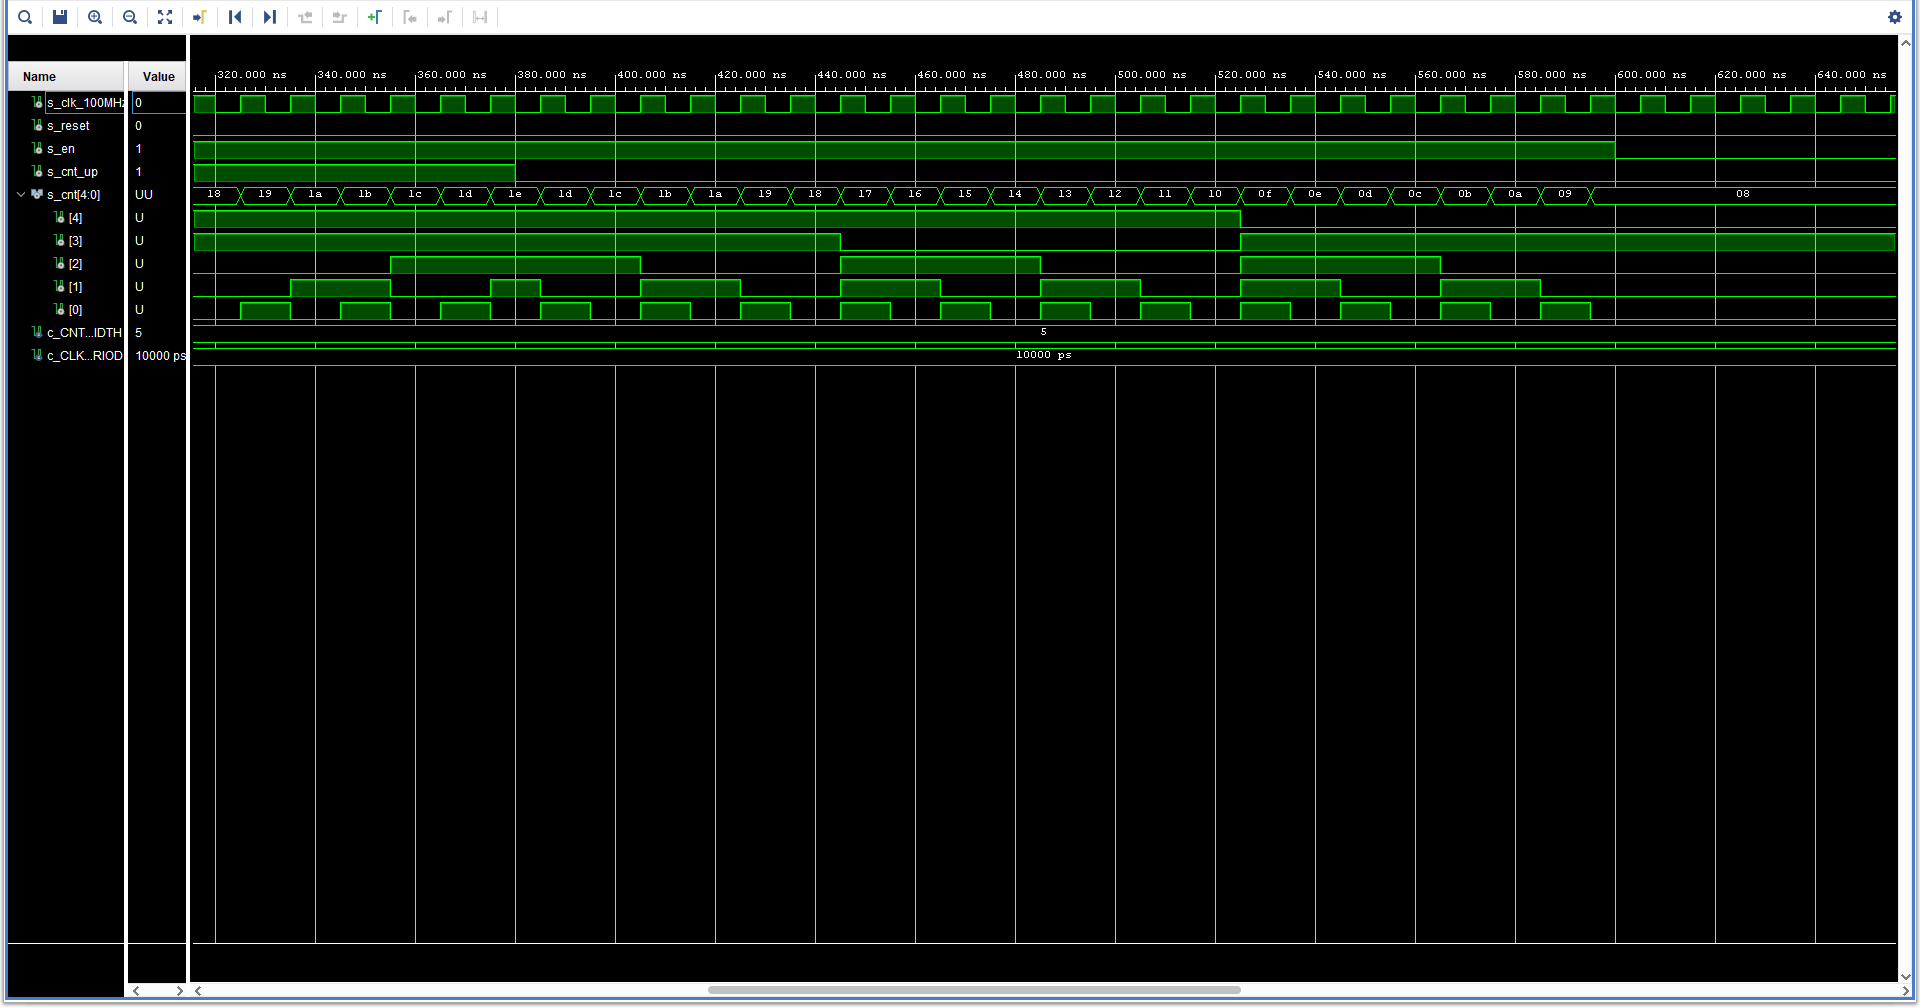 Name Value
320.000 ns 340.000 ns 360.000 ns 380.000 ns 400.000 ns 420.000 ns 440.000 ns 460.000 ns 480.000 ns 500.000 ns 520.000 ns 540.000 ns 560.000 ns 580.000 ns 600.000 ns 620.000 ns 640.000 ns
s_clk_100MHz 0
s_reset 0
s_en 1
s_cnt_up 1
s_cnt[4:0] UU 18 19 1a 1b 1c 1d 1e 1d 1c 1b 1a 19 18 17 16 15 14 13 12 11 10 0f 0e 0d 0c 0b 0a 09 08
[4] U
[3] U
[2] U
[1] U
[0] U
c_CNT...IDTH 5 5
c_CLK...RIOD 10000 ps 10000 ps